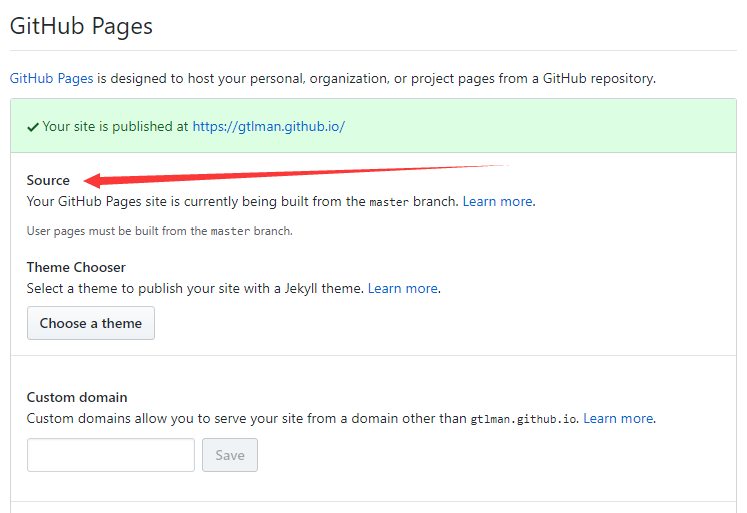 GitHub Pages
GitHub Pages is designed to host your personal, organization, or project pages from a GitHub repository.
Your site is published at https://gtlman.github.io/
Source
Your GitHub Pages site is currently being built from the master branch. Learn more.
User pages must be built from the master branch.
Theme Chooser
Select a theme to publish your site with a Jekyll theme. Learn more.
Choose a theme
Custom domain
Custom domains allow you to serve your site from a domain other than gtlman.github.io. Learn more.
Save